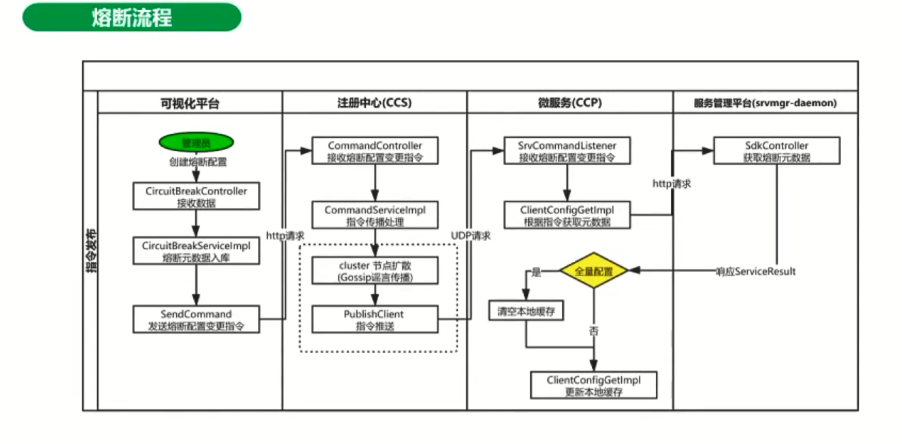 熔断流程
可视化平台
注册中心(CCS)
微服务(CCP)
服务管理平台(srvmgr-daemon)
指令发布
管理员
创建熔断配置
CircuitBreakController
接收数据
CircuitBreakServiceImpl
熔断元数据入库
SendCommand
发送熔断配置变更指令
http请求
CommandController
接收熔断配置变更指令
CommandServiceImpl
指令传播处理
cluster 节点扩散
(Gossip谣言传播)
PublishClient
指令推送
UDP请求
SrvCommandListener
接收熔断配置变更指令
ClientConfigGetImpl
根据指令获取元数据
http请求
SdkController
获取熔断元数据
响应ServiceResult
全量配置
是
清空本地缓存
否
ClientConfigGetImpl
更新本地缓存